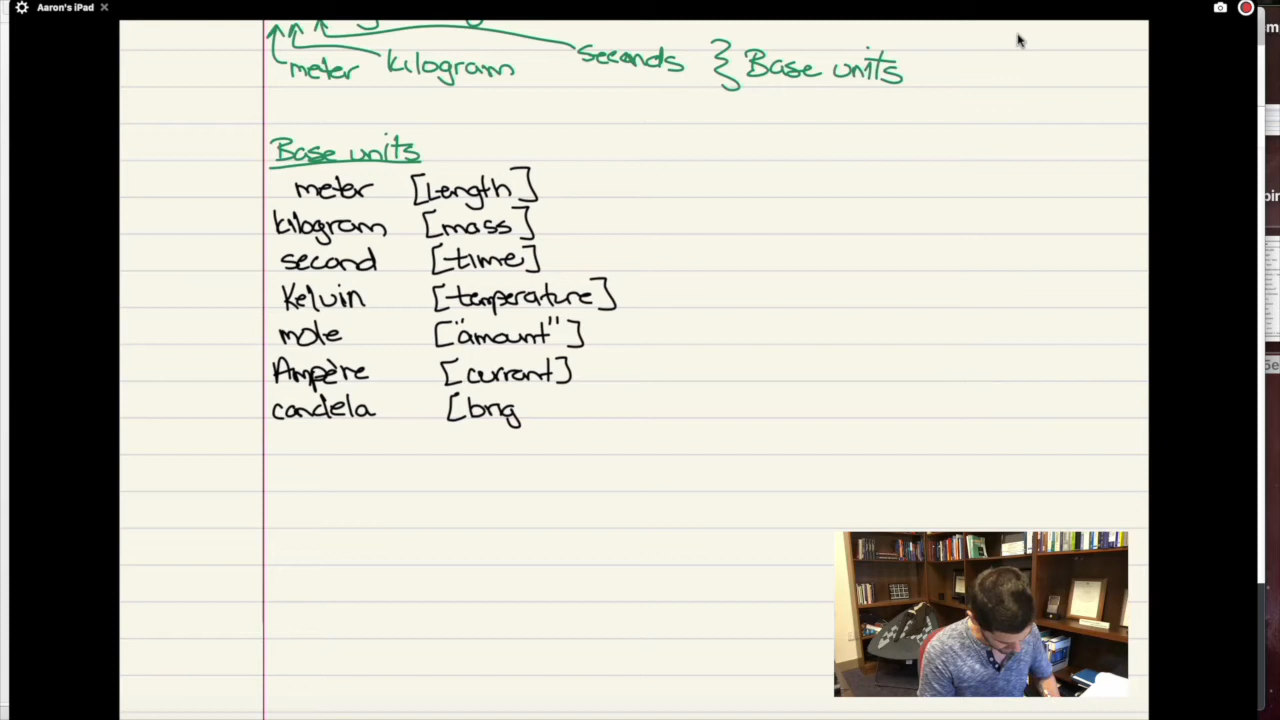 Aaron's iPad
meter kilogram seconds } Base units
Base units
meter [Length]
kilogram [mass]
second [time]
Kelvin [temperature]
mole ["amount"]
Ampère [current]
candela [brig